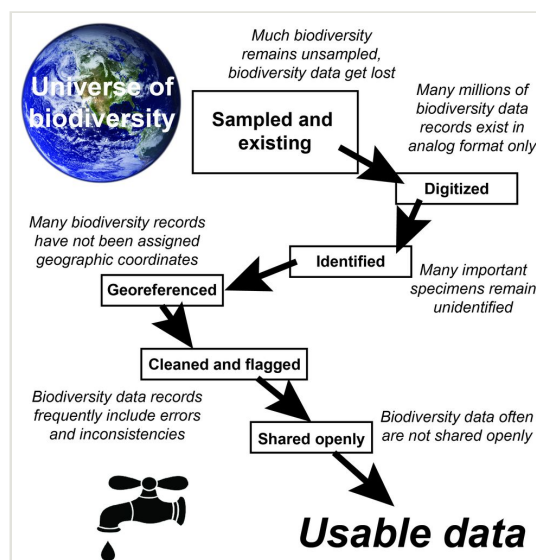 Universe of
biodiversity
Much biodiversity
remains unsampled,
biodiversity data get lost
Sampled and
existing
Many millions of
biodiversity data
records exist in
analog format only
Digitized
Many biodiversity records
have not been assigned
geographic coordinates
Identified
Many important
specimens remain
unidentified
Georeferenced
Cleaned and flagged
Biodiversity data records
frequently include errors
and inconsistencies
Shared openly
Biodiversity data often
are not shared openly
Usable data